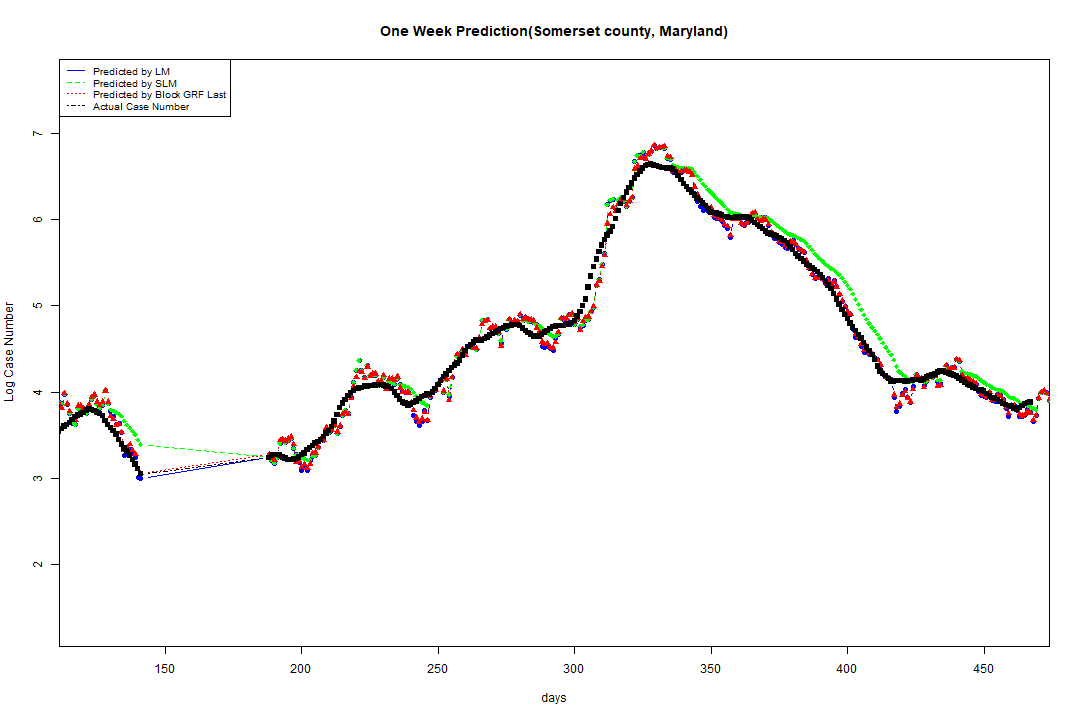 One Week Prediction(Somerset county, Maryland)
Predicted by LM
Predicted by SLM
Predicted by Block GRF Last
Actual Case Number
Log Case Number
7
6
5
4
3
2
150 200 250 300 350 400 450
days